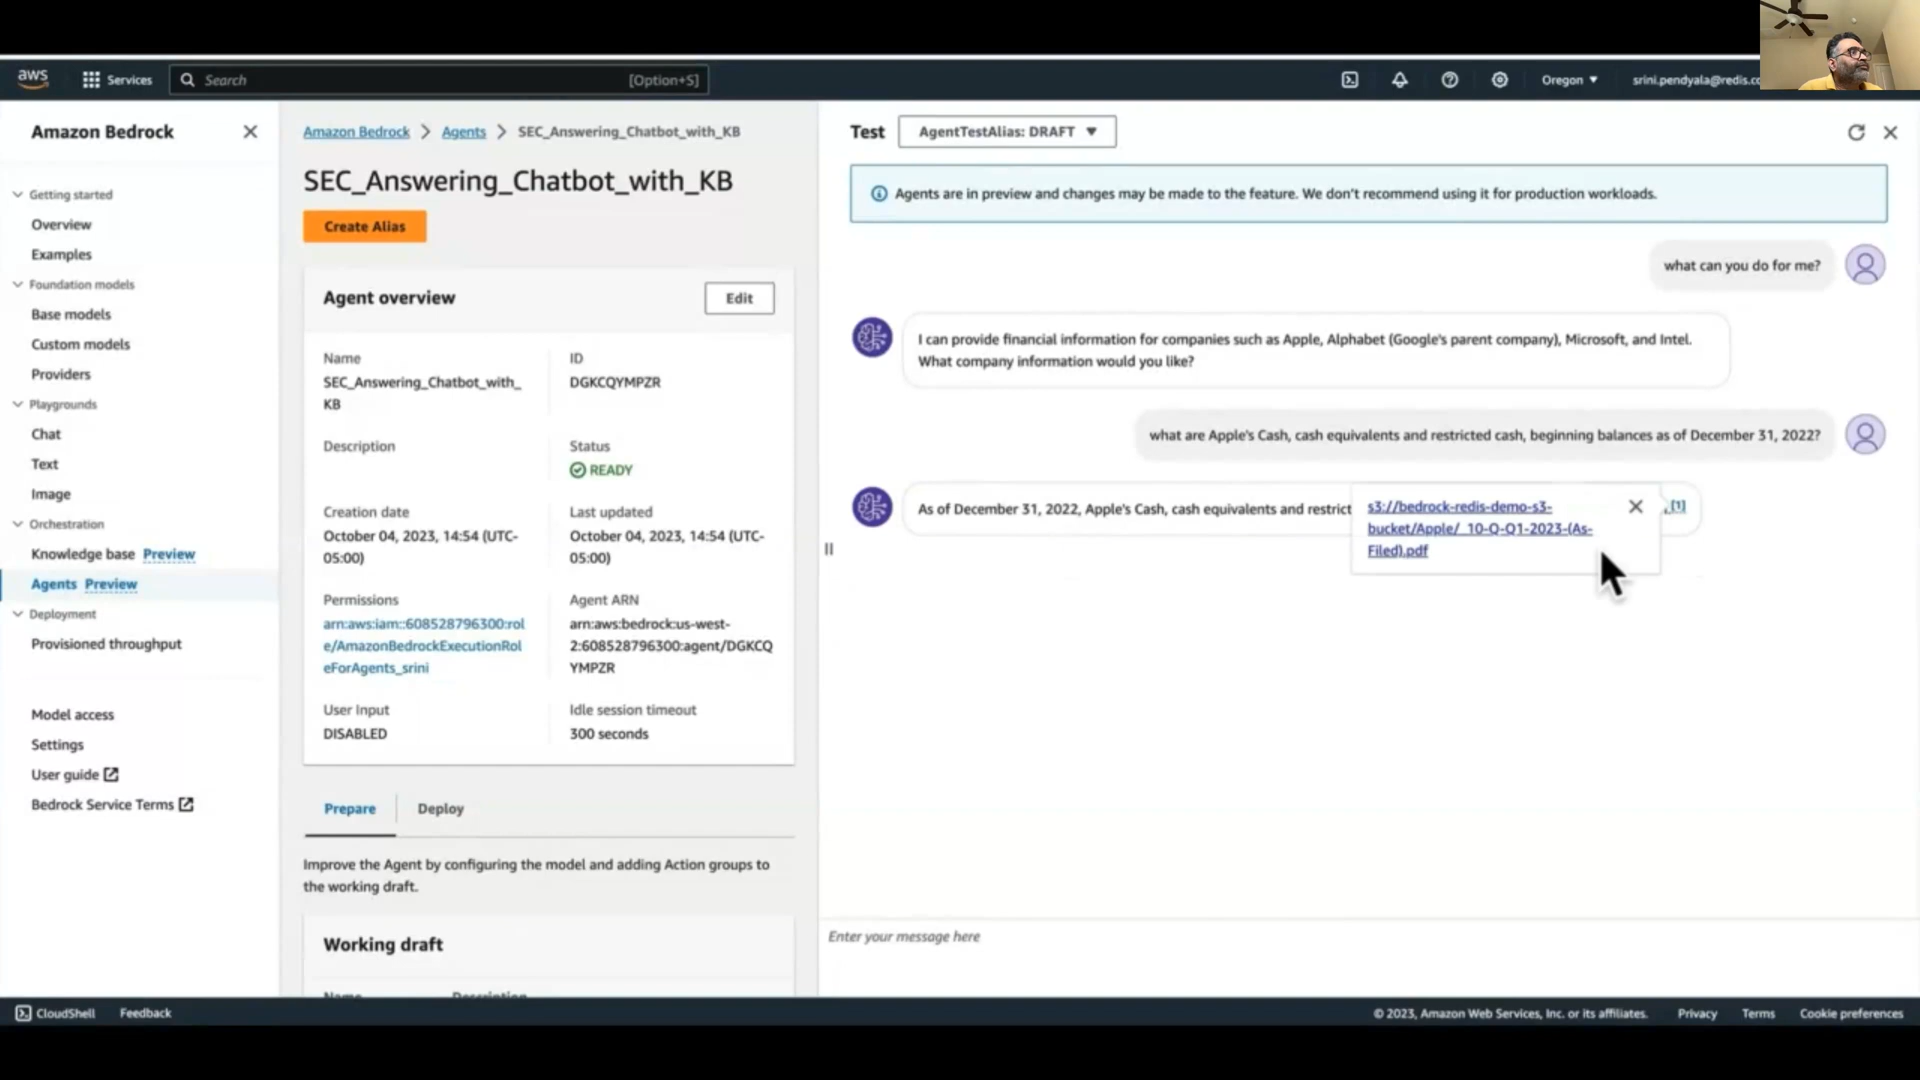 aws
Services
Search
[Option+S]
Oregon
srini.pendyala@redis.co
Amazon Bedrock
Getting started
Overview
Examples
Foundation models
Base models
Custom models
Providers
Playgrounds
Chat
Text
Image
Orchestration
Knowledge base Preview
Agents Preview
Deployment
Provisioned throughput
Model access
Settings
User guide
Bedrock Service Terms
Amazon Bedrock
Agents
SEC_Answering_Chatbot_with_KB
SEC_Answering_Chatbot_with_KB
Create Alias
Agent overview
Edit
Name
SEC_Answering_Chatbot_with_
KB
ID
DGKCQYMPZR
Description
Status
READY
Creation date
October 04, 2023, 14:54 (UTC-
05:00)
Last updated
October 04, 2023, 14:54 (UTC-
05:00)
Permissions
arn:aws:iam::608528796300:rol
e/AmazonBedrockExecutionRol
eForAgents_srini
Agent ARN
arn:aws:bedrock:us-west-
2:608528796300:agent/DGKCQ
YMPZR
User Input
DISABLED
Idle session timeout
300 seconds
Prepare
Deploy
Improve the Agent by configuring the model and adding Action groups to
the working draft.
Working draft
Name
Description
Test
AgentTestAlias: DRAFT
Agents are in preview and changes may be made to the feature. We don't recommend using it for production workloads.
what can you do for me?
I can provide financial information for companies such as Apple, Alphabet (Google's parent company), Microsoft, and Intel.
What company information would you like?
what are Apple's Cash, cash equivalents and restricted cash, beginning balances as of December 31, 2022?
As of December 31, 2022, Apple's Cash, cash equivalents and restrict
[1]
s3://bedrock-redis-demo-s3-
bucket/Apple/_10-Q-Q1-2023-(As-
Filed).pdf
Enter your message here
CloudShell
Feedback
© 2023, Amazon Web Services, Inc. or its affiliates.
Privacy
Terms
Cookie preferences